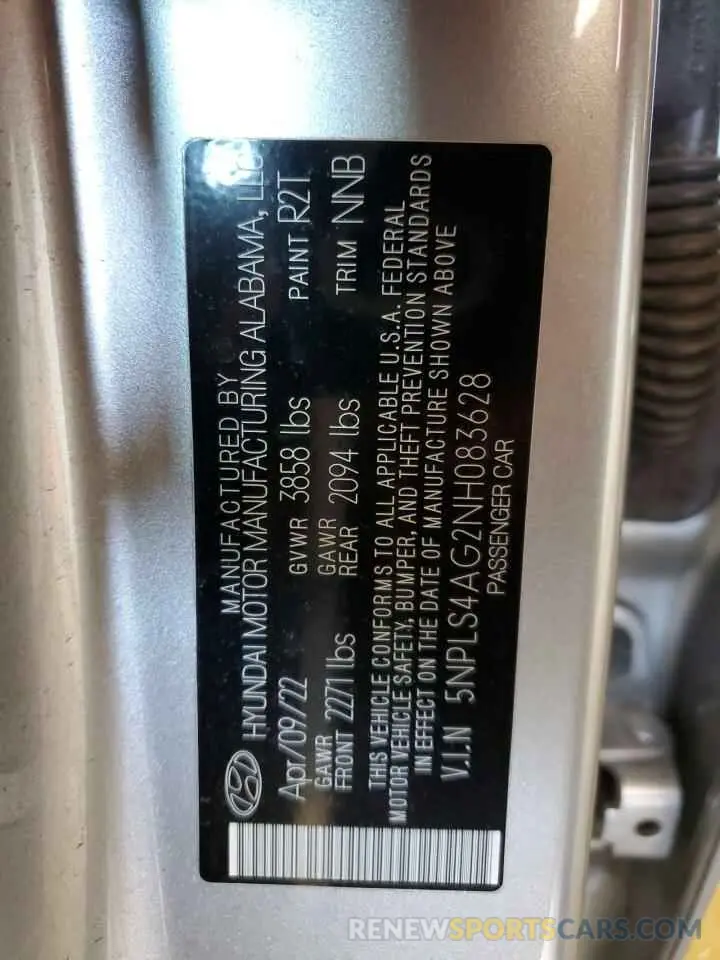 MANUFACTURED BY
HYUNDAI MOTOR MANUFACTURING ALABAMA, LLC
Apr/09/22 GVWR 3858 lbs PAINT R2T
GAWR GAWR
FRONT 2271 lbs REAR 2094 lbs TRIM NNB
THIS VEHICLE CONFORMS TO ALL APPLICABLE U.S.A. FEDERAL
MOTOR VEHICLE SAFETY, BUMPER, AND THEFT PREVENTION STANDARDS
IN EFFECT ON THE DATE OF MANUFACTURE SHOWN ABOVE
V.I.N 5NPLS4AG2NH083628
PASSENGER CAR
RENEWSPORTSCARS.COM